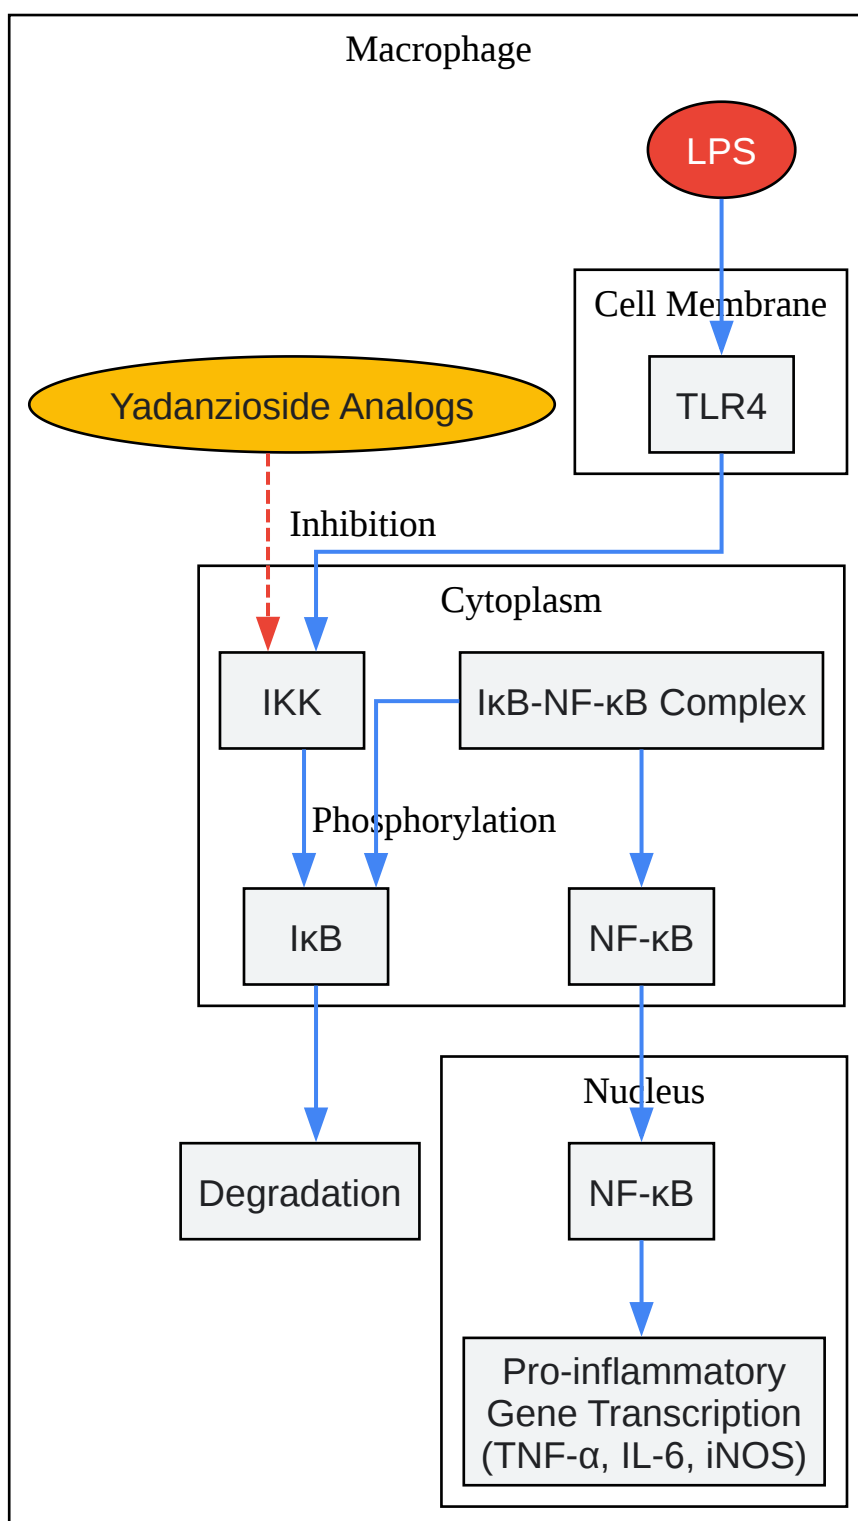 Macrophage
LPS
Cell Membrane
Yadanzioside Analogs
TLR4
Inhibition
Cytoplasm
IKK
IκB-NF-κB Complex
Phosphorylation
IκB
NF-κB
Nucleus
Degradation
NF-κB
Pro-inflammatory
Gene Transcription
(TNF-α, IL-6, iNOS)